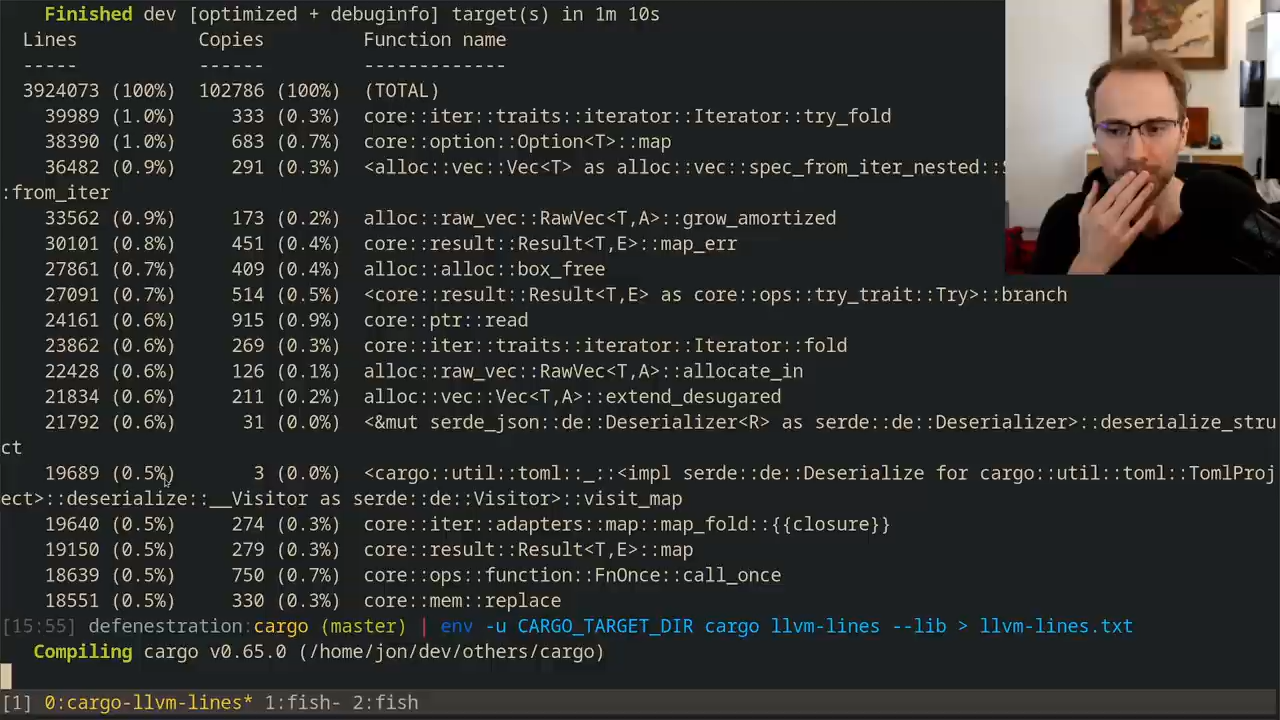 Finished dev [optimized + debuginfo] target(s) in 1m 10s
Lines Copies Function name
----- ------ -------------
3924073 (100%) 102786 (100%) (TOTAL)
39989 (1.0%) 333 (0.3%) core::iter::traits::iterator::Iterator::try_fold
38390 (1.0%) 683 (0.7%) core::option::Option<T>::map
36482 (0.9%) 291 (0.3%) <alloc::vec::Vec<T> as alloc::vec::spec_from_iter_nested::
:from_iter
33562 (0.9%) 173 (0.2%) alloc::raw_vec::RawVec<T,A>::grow_amortized
30101 (0.8%) 451 (0.4%) core::result::Result<T,E>::map_err
27861 (0.7%) 409 (0.4%) alloc::alloc::box_free
27091 (0.7%) 514 (0.5%) <core::result::Result<T,E> as core::ops::try_trait::Try>::branch
24161 (0.6%) 915 (0.9%) core::ptr::read
23862 (0.6%) 269 (0.3%) core::iter::traits::iterator::Iterator::fold
22428 (0.6%) 126 (0.1%) alloc::raw_vec::RawVec<T,A>::allocate_in
21834 (0.6%) 211 (0.2%) alloc::vec::Vec<T,A>::extend_desugared
21792 (0.6%) 31 (0.0%) <&mut serde_json::de::Deserializer<R> as serde::de::Deserializer>::deserialize_stru
ct
19689 (0.5%) 3 (0.0%) <cargo::util::toml::_::<impl serde::de::Deserialize for cargo::util::toml::TomlProj
ect>::deserialize::__Visitor as serde::de::Visitor>::visit_map
19640 (0.5%) 274 (0.3%) core::iter::adapters::map::map_fold::{{closure}}
19150 (0.5%) 279 (0.3%) core::result::Result<T,E>::map
18639 (0.5%) 750 (0.7%) core::ops::function::FnOnce::call_once
18551 (0.5%) 330 (0.3%) core::mem::replace
[15:55] defenestration:cargo (master) | env -u CARGO_TARGET_DIR cargo llvm-lines --lib > llvm-lines.txt
Compiling cargo v0.65.0 (/home/jon/dev/others/cargo)
[1] 0:cargo-llvm-lines* 1:fish- 2:fish